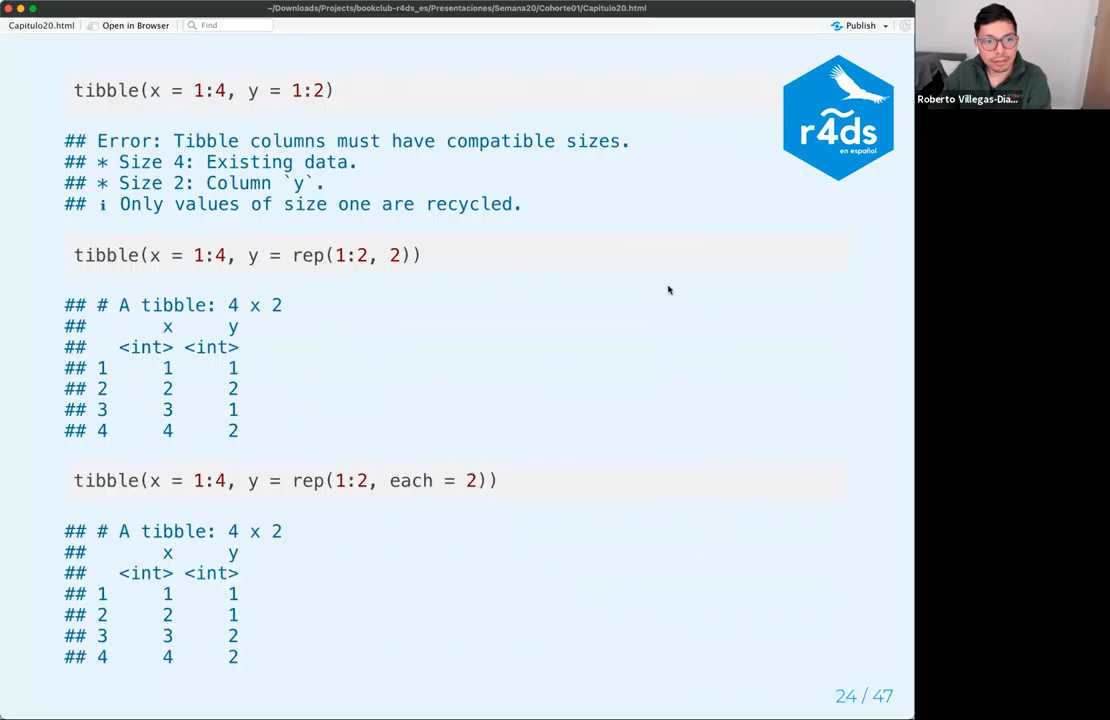 ~/Downloads/Projects/bookclub-r4ds_es/Presentaciones/Semana20/Cohorte01/Capitulo20.html
Capitulo20.html
Open in Browser
Find
Publish
tibble(x = 1:4, y = 1:2)
## Error: Tibble columns must have compatible sizes.
## * Size 4: Existing data.
## * Size 2: Column `y`.
## ℹ Only values of size one are recycled.
tibble(x = 1:4, y = rep(1:2, 2))
## # A tibble: 4 x 2
## x y
## <int> <int>
## 1 1 1
## 2 2 2
## 3 3 1
## 4 4 2
tibble(x = 1:4, y = rep(1:2, each = 2))
## # A tibble: 4 x 2
## x y
## <int> <int>
## 1 1 1
## 2 2 1
## 3 3 2
## 4 4 2
24 / 47
r4ds
en español
Roberto Villegas-Dia...